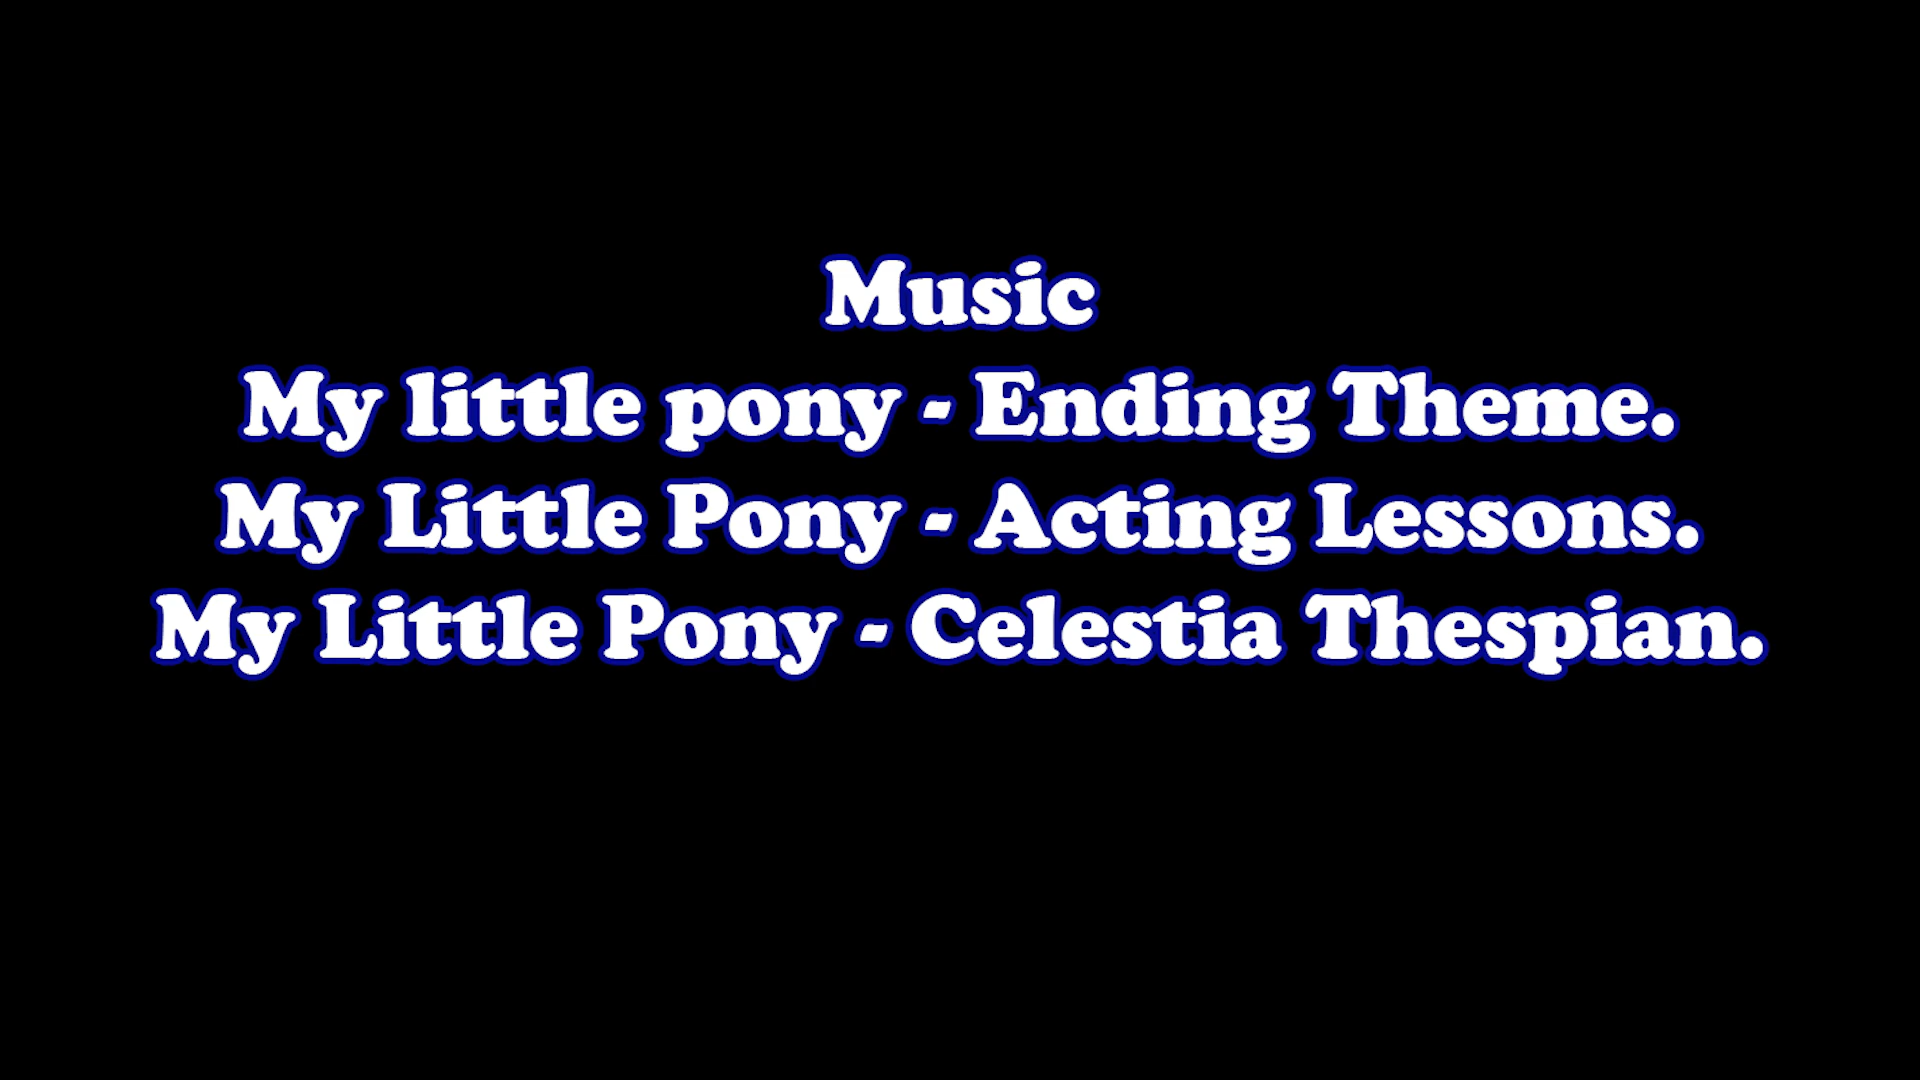 Music
My little pony - Ending Theme.
My Little Pony - Acting Lessons.
My Little Pony - Celestia Thespian.